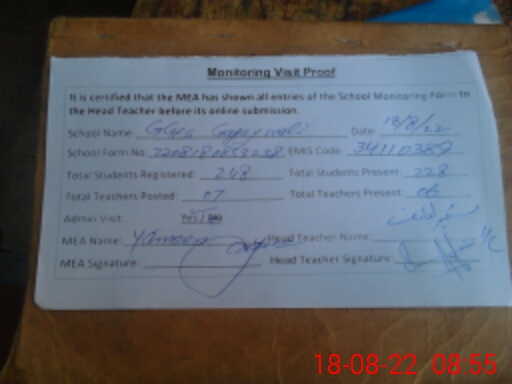 Monitoring Visit Proof
It is certified that the MEA has shown all entries of the School Monitoring Form to
the Head Teacher before its online submission.
School Name GGPS Date: 18/8/22
School Form No: EMIS Code: 34110389
Total Students Registered: 248 Total Students Present: 228
Total Teachers Posted: 07 Total Teachers Present: 06
Admin Visit: Yes / No
MEA Name: Head Teacher Name:
MEA Signature: Head Teacher Signature
18-08-22 08:55